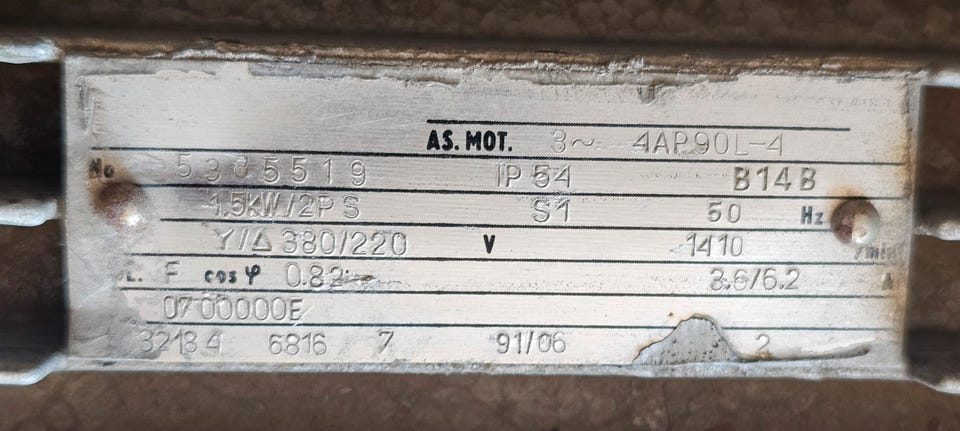 AS. MOT. 3~ 4AP90L-4
No 5385519 IP 54 B14B
1.5kW/2PS S1 50 Hz
Y/Δ 380/220 V 1410 /min
F cos φ 0.82 3.6/6.2 A
0700000E
32184 6816 7 91/06 2